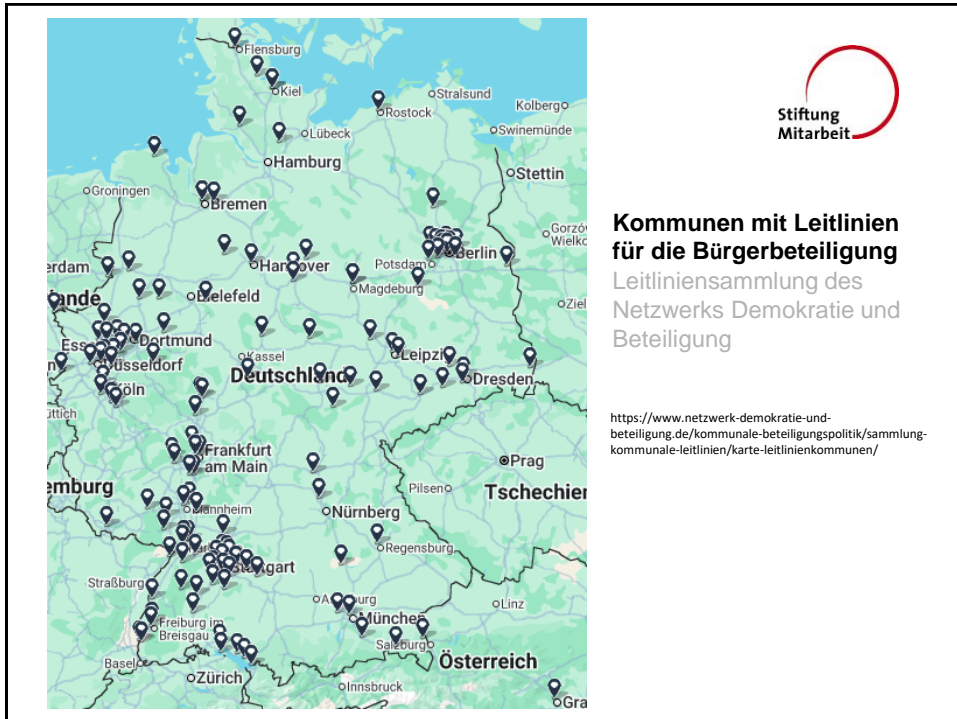 Flensburg
Kiel
Stralsund
Rostock
Kolberg
Lübeck
Swinemünde
Hamburg
Stettin
Groningen
Bremen
Berlin
Potsdam
Hannover
Magdeburg
Bielefeld
Dortmund
Kassel
Leipzig
Düsseldorf
Deutschland
Dresden
Köln
Frankfurt
am Main
Prag
emburg
Pilsen
Tschechien
Mannheim
Nürnberg
Regensburg
Stuttgart
Straßburg
Linz
München
Freiburg im
Breisgau
Salzburg
Basel
Österreich
Zürich
Innsbruck
Gra
Stiftung
Mitarbeit
Kommunen mit Leitlinien
für die Bürgerbeteiligung
Leitliniensammlung des
Netzwerks Demokratie und
Beteiligung
https://www.netzwerk-demokratie-und-
beteiligung.de/kommunale-beteiligungspolitik/sammlung-
kommunale-leitlinien/karte-leitlinienkommunen/